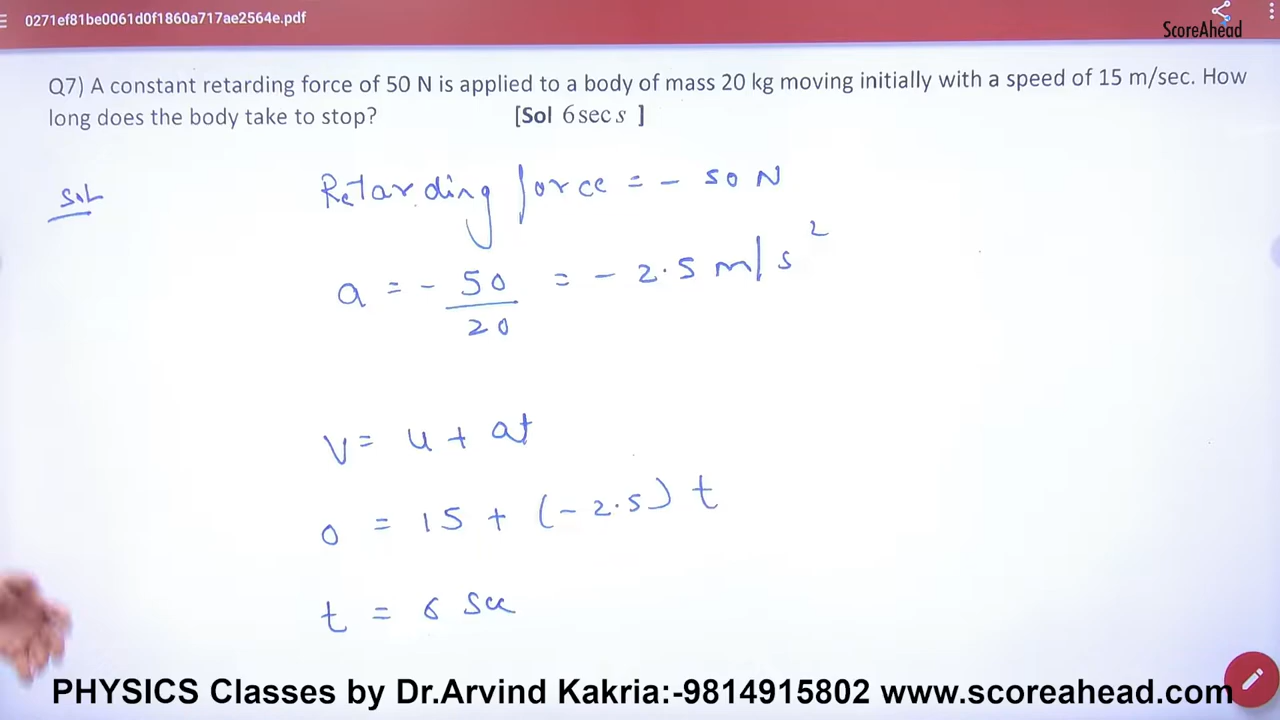 0271ef81be0061d0f1860a717ae2564e.pdf
ScoreAhead
Q7) A constant retarding force of 50 N is applied to a body of mass 20 kg moving initially with a speed of 15 m/sec. How
long does the body take to stop? [Sol 6secs ]
Sol
Retarding force = - 50 N
a = - 50/20 = - 2.5 m/s²
v = u + at
0 = 15 + (- 2.5) t
t = 6 sec
PHYSICS Classes by Dr.Arvind Kakria:-9814915802 www.scoreahead.com